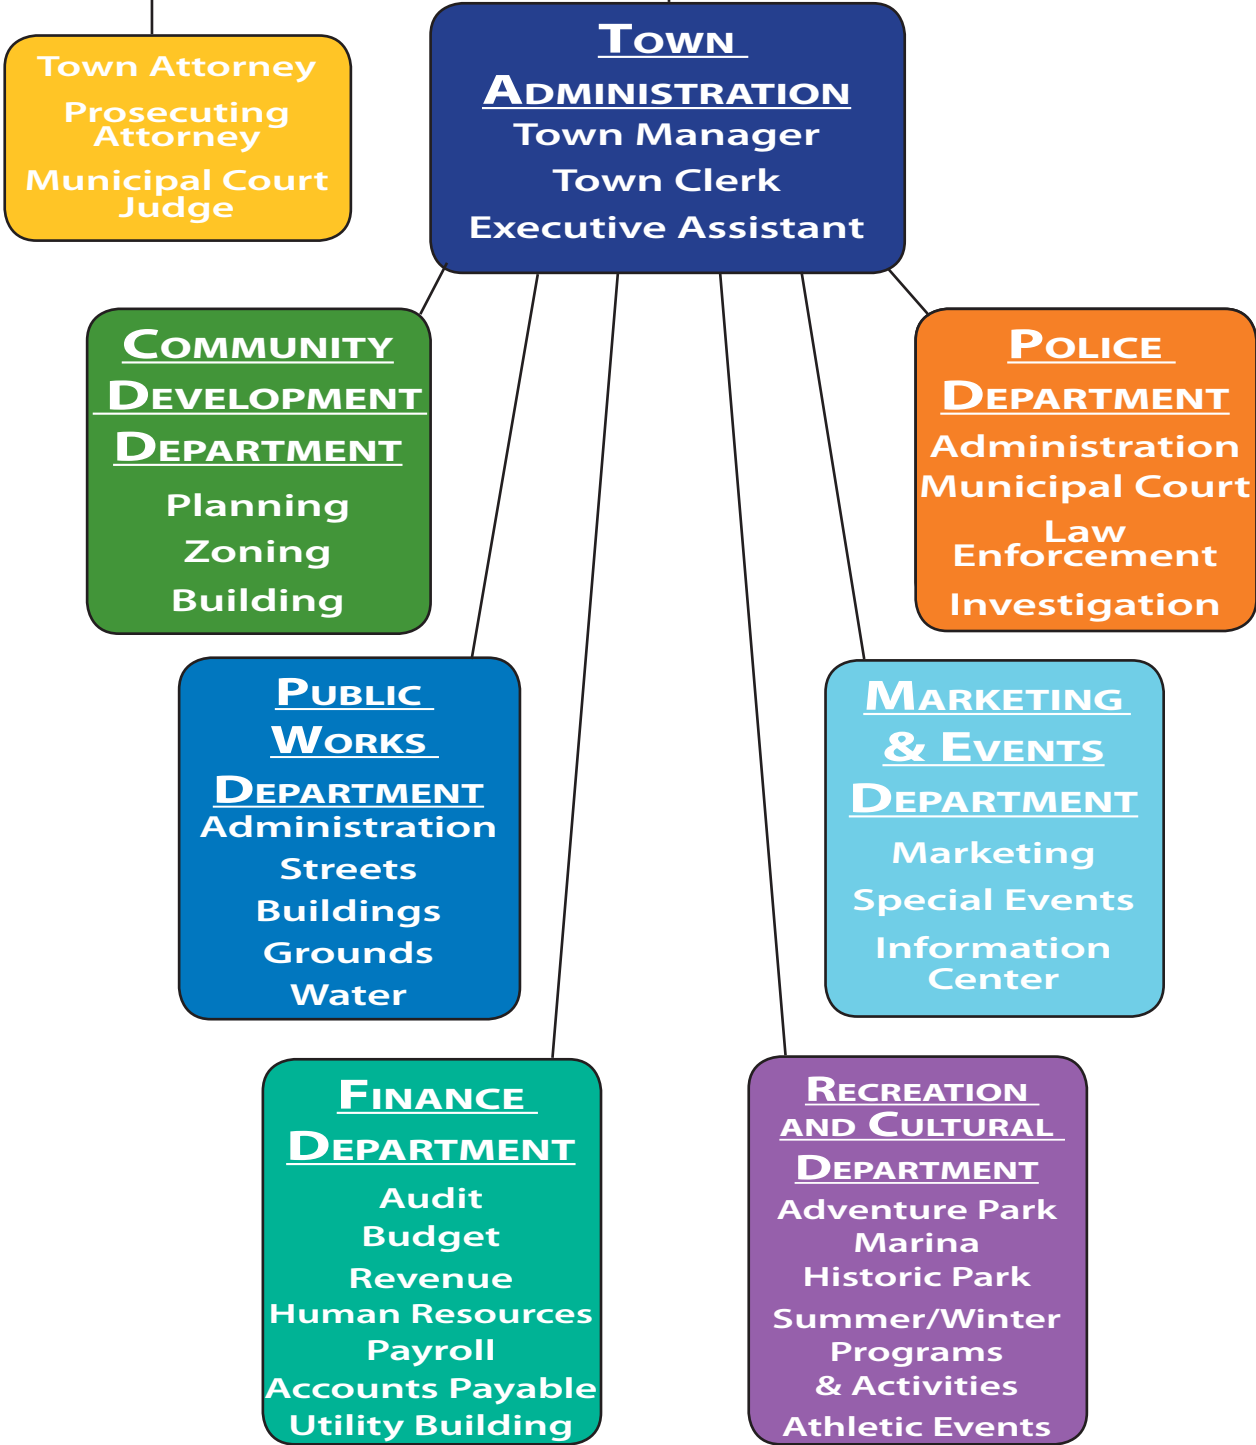 Town Attorney
Prosecuting
Attorney
Municipal Court
Judge
TOWN
ADMINISTRATION
Town Manager
Town Clerk
Executive Assistant
COMMUNITY
DEVELOPMENT
DEPARTMENT
Planning
Zoning
Building
POLICE
DEPARTMENT
Administration
Municipal Court
Law
Enforcement
Investigation
PUBLIC
WORKS
DEPARTMENT
Administration
Streets
Buildings
Grounds
Water
MARKETING
& EVENTS
DEPARTMENT
Marketing
Special Events
Information
Center
FINANCE
DEPARTMENT
Audit
Budget
Revenue
Human Resources
Payroll
Accounts Payable
Utility Building
RECREATION
AND CULTURAL
DEPARTMENT
Adventure Park
Marina
Historic Park
Summer/Winter
Programs
& Activities
Athletic Events